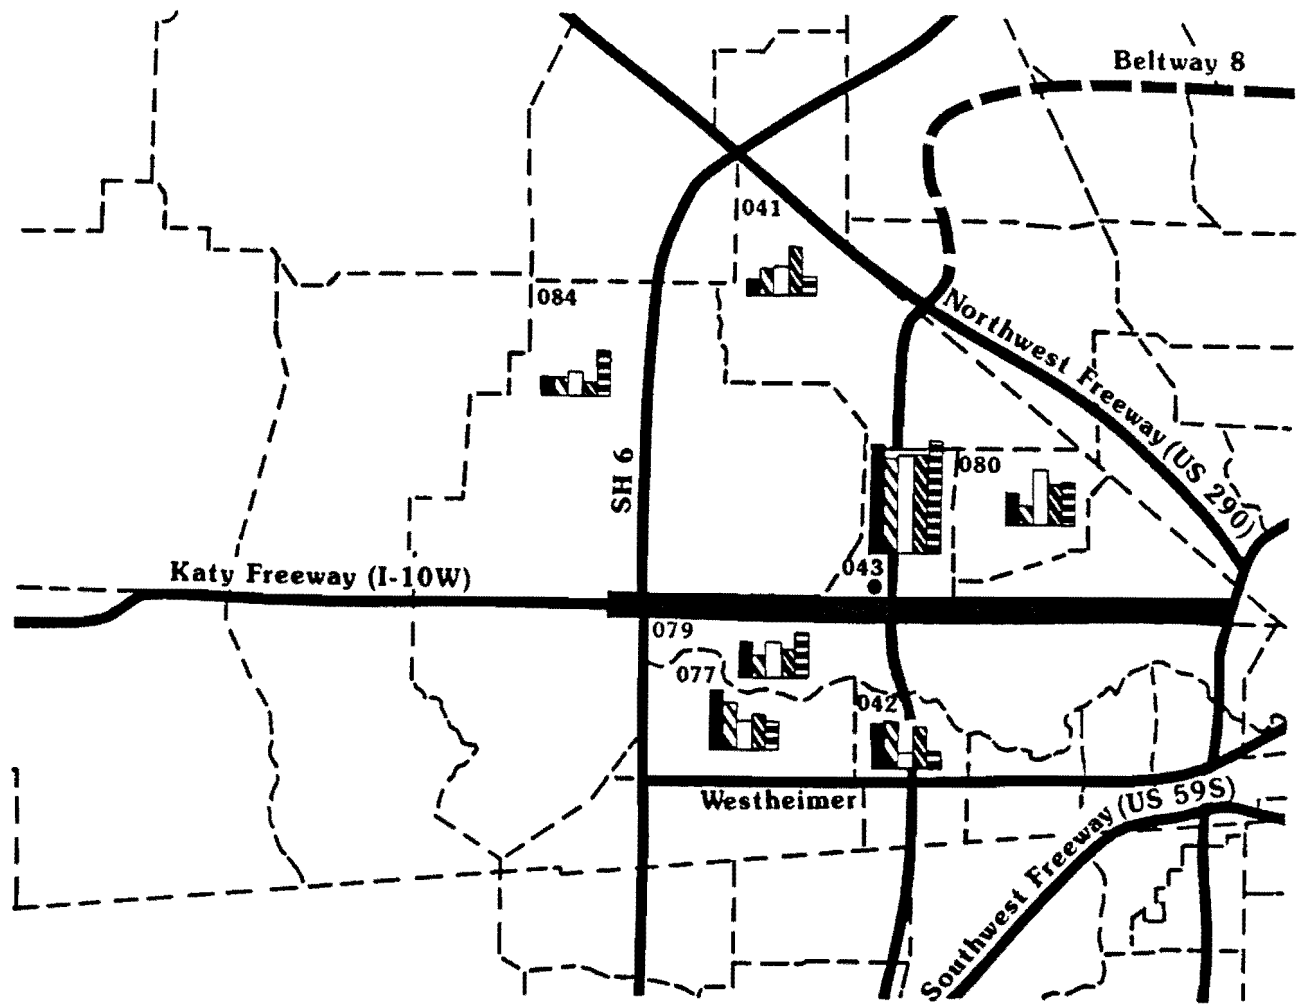 Beltway 8
041
084
Northwest Freeway (US 290)
SH 6
080
043
Katy Freeway (I-10W)
079
077
042
Westheimer
Southwest Freeway (US 59S)